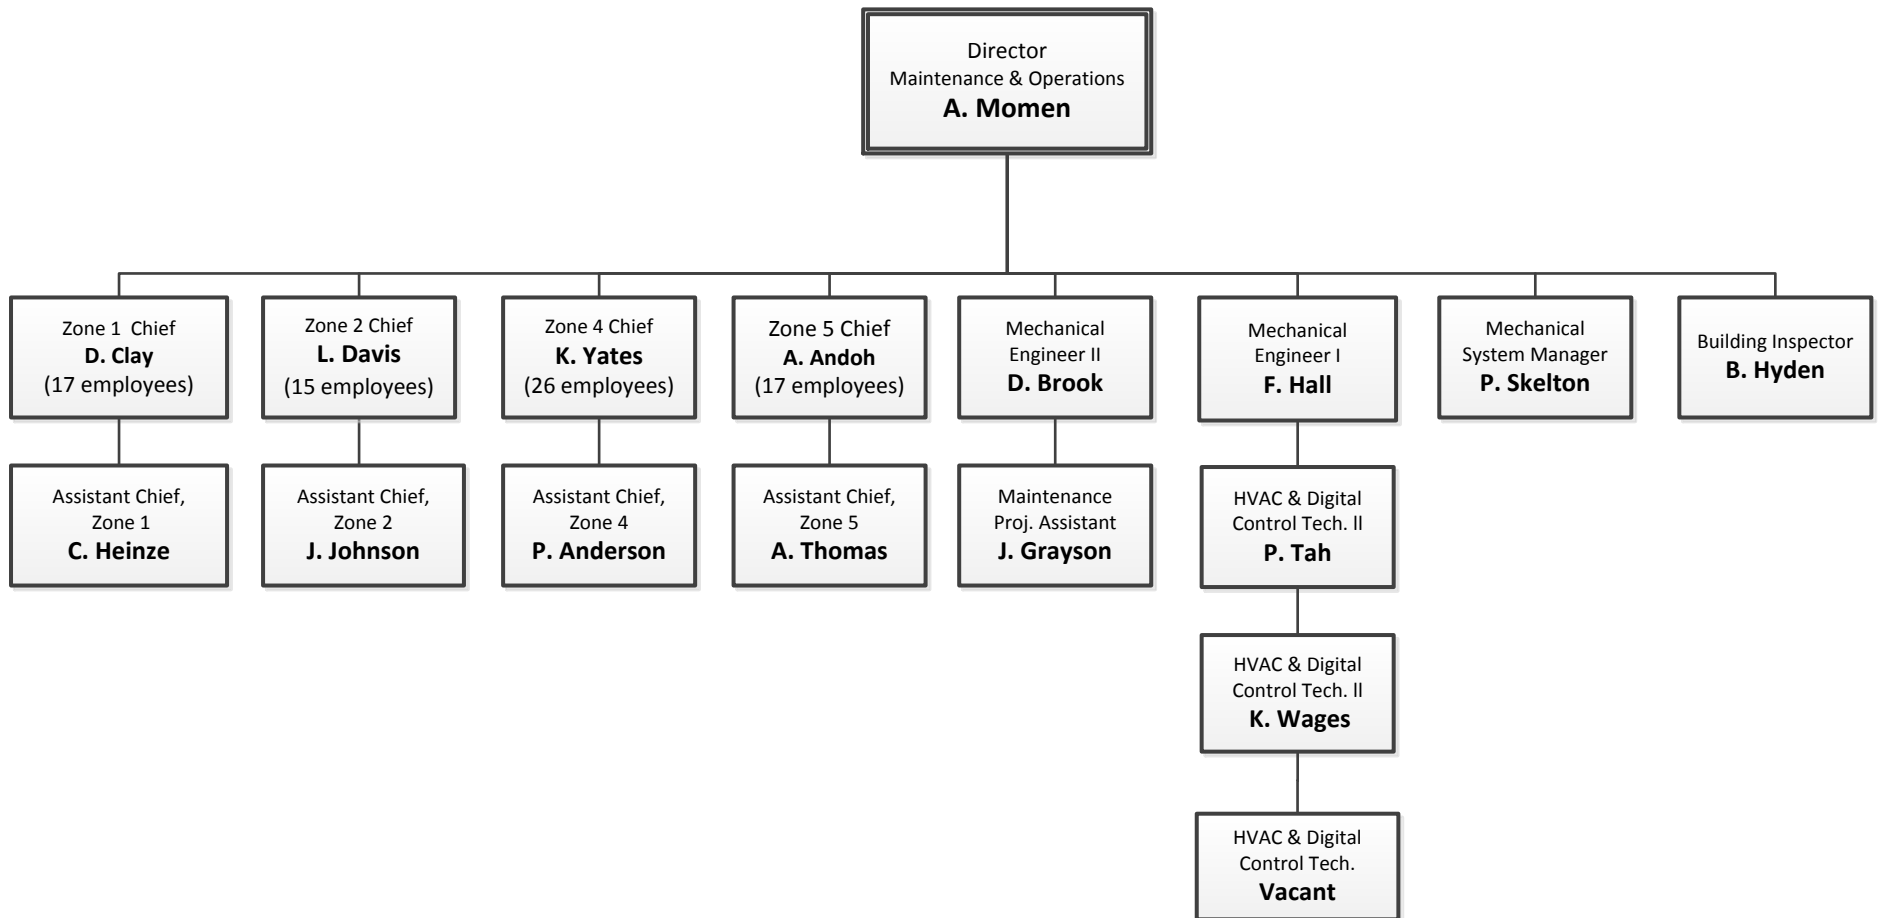 Director
Maintenance & Operations
A. Momen
Zone 1 Chief
D. Clay
(17 employees)
Zone 2 Chief
L. Davis
(15 employees)
Zone 4 Chief
K. Yates
(26 employees)
Zone 5 Chief
A. Andoh
(17 employees)
Mechanical
Engineer II
D. Brook
Mechanical
Engineer I
F. Hall
Mechanical
System Manager
P. Skelton
Building Inspector
B. Hyden
Assistant Chief,
Zone 1
C. Heinze
Assistant Chief,
Zone 2
J. Johnson
Assistant Chief,
Zone 4
P. Anderson
Assistant Chief,
Zone 5
A. Thomas
Maintenance
Proj. Assistant
J. Grayson
HVAC & Digital
Control Tech. ll
P. Tah
HVAC & Digital
Control Tech. ll
K. Wages
HVAC & Digital
Control Tech.
Vacant